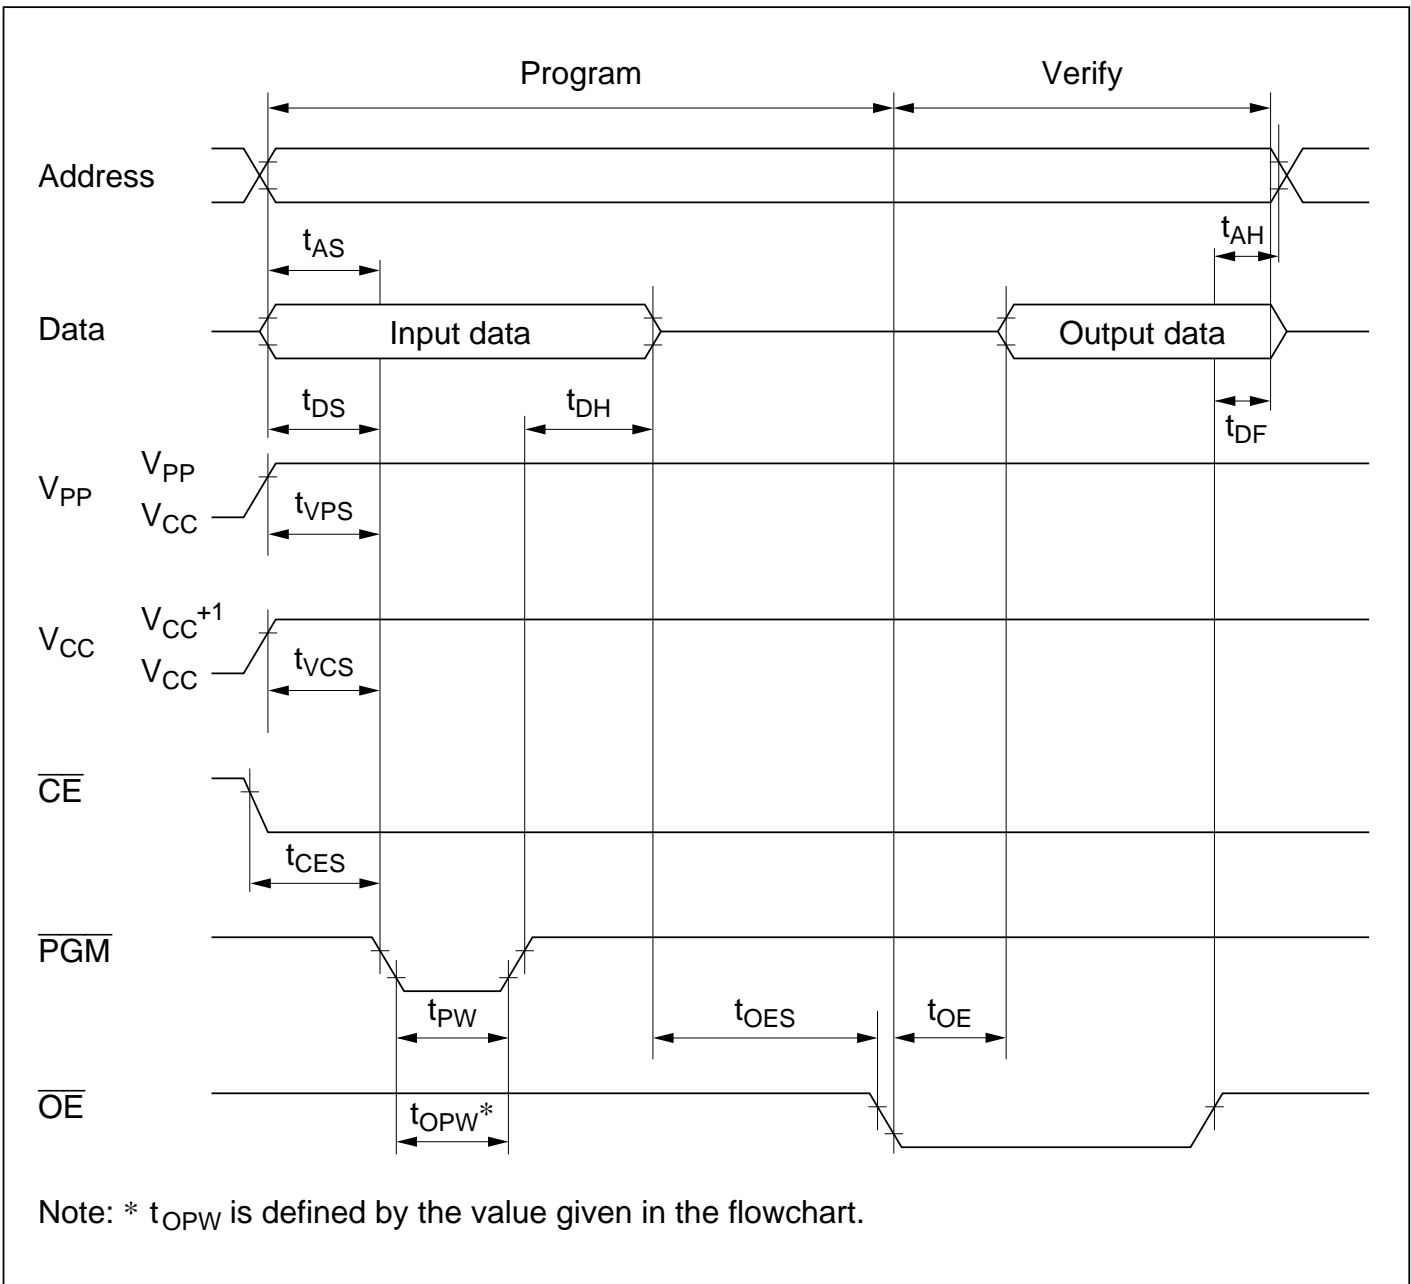 Program Verify
Address
tAS tAH
Data Input data Output data
tDS tDH tDF
VPP VPP
VCC
tVPS
VCC VCC+1
VCC
tVCS
CE
tCES
PGM
tPW tOES tOE
OE
tOPW*
Note: * tOPW is defined by the value given in the flowchart.